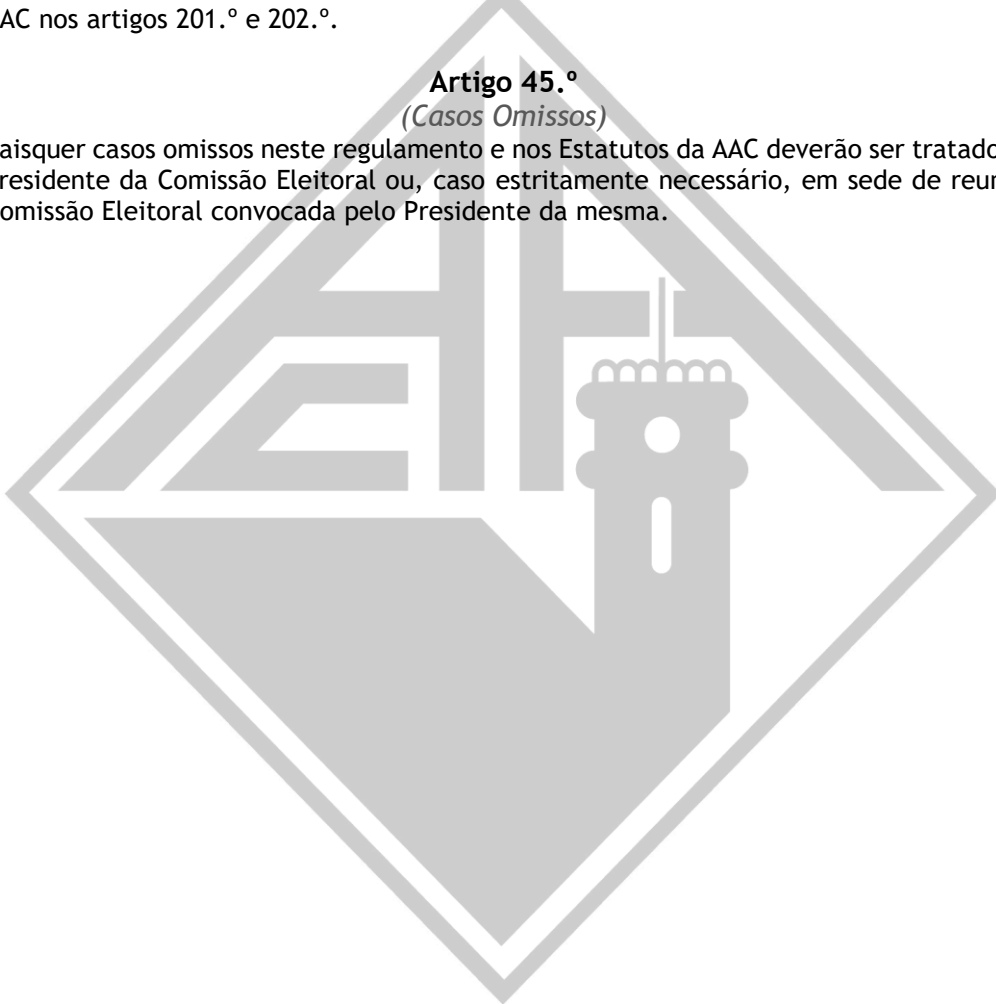 AC nos artigos 201.º e 202.º.
Artigo 45.º
(Casos Omissos)
aisquer casos omissos neste regulamento e nos Estatutos da AAC deverão ser tratado
residente da Comissão Eleitoral ou, caso estritamente necessário, em sede de reu
omissão Eleitoral convocada pelo Presidente da mesma.